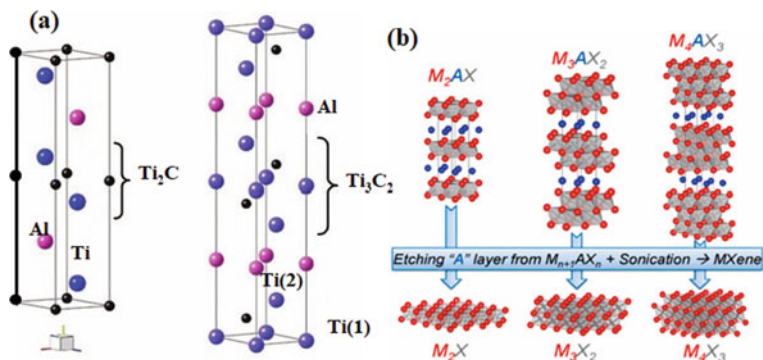 (a)
Al
Ti₂C
Al
Ti
Ti₃C₂
Ti(2)
Ti(1)
(b)
M₂AX
M₃AX₂
M₄AX₃
Etching "A" layer from Mₙ₊₁AXₙ + Sonication → MXene
M₂X
M₃X₂
M₄X₃